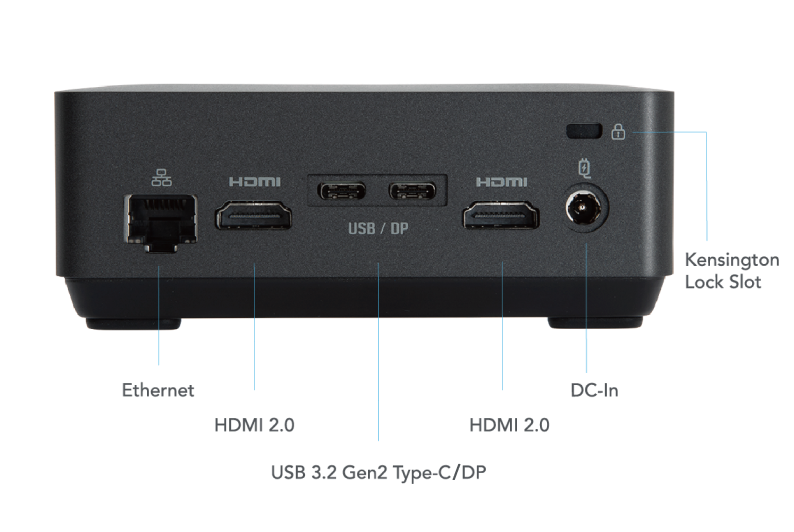 HDMI
HDMI
USB / DP
Kensington
Lock Slot
Ethernet
DC-In
HDMI 2.0
HDMI 2.0
USB 3.2 Gen2 Type-C/DP